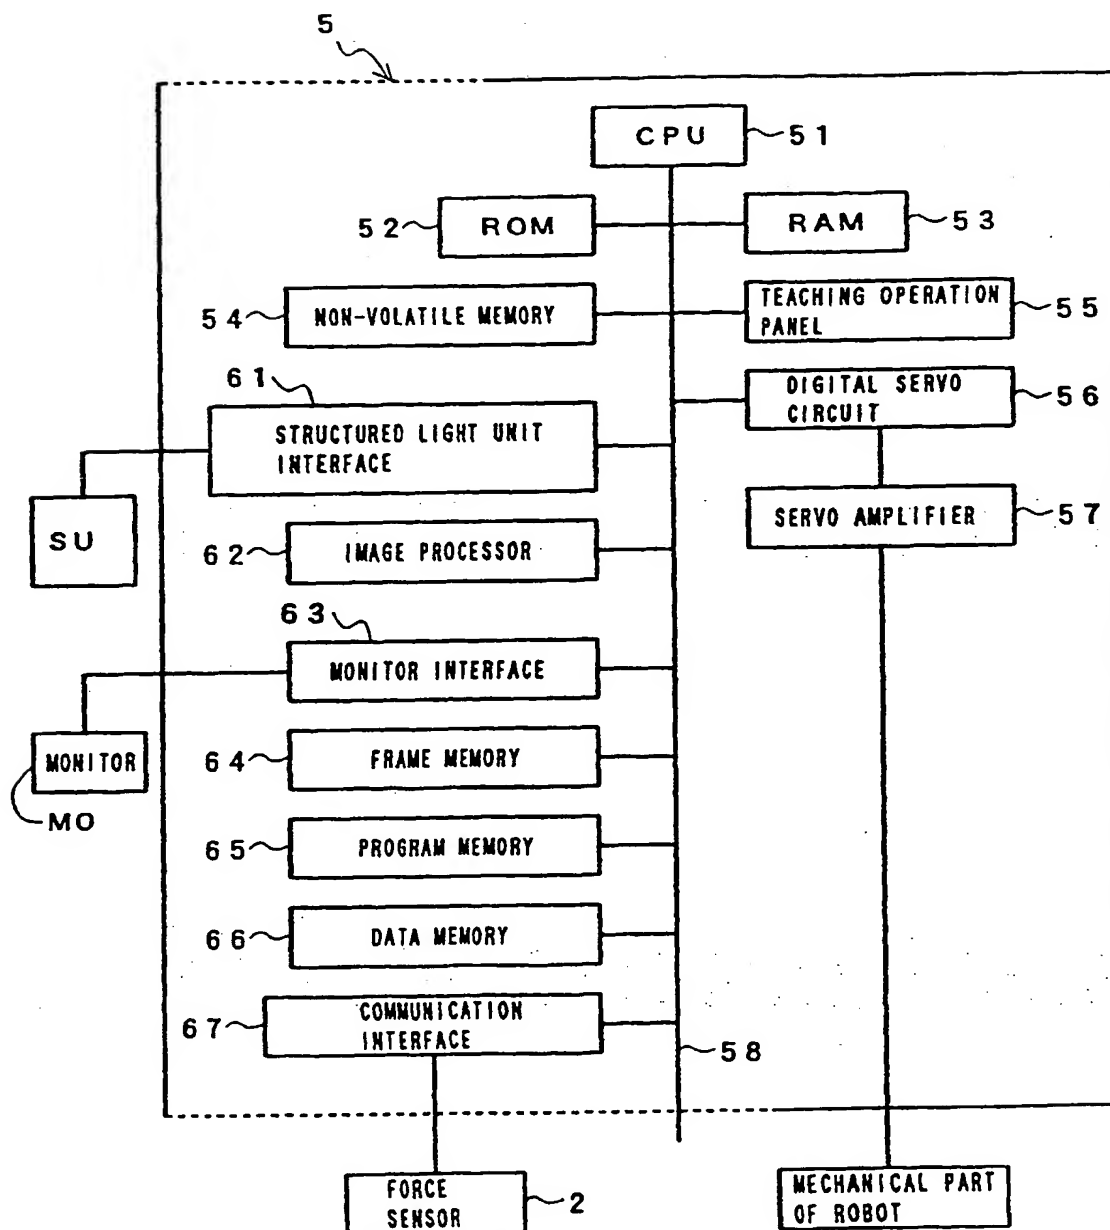 5
CPU 51
52 ROM
RAM 53
54 NON-VOLATILE MEMORY
TEACHING OPERATION
PANEL
55
61
STRUCTURED LIGHT UNIT
INTERFACE
DIGITAL SERVO
CIRCUIT
56
SU
62 IMAGE PROCESSOR
SERVO AMPLIFIER 57
63
MONITOR INTERFACE
MONITOR
MO
64 FRAME MEMORY
65 PROGRAM MEMORY
66 DATA MEMORY
67
COMMUNICATION
INTERFACE
58
FORCE
SENSOR
2
MECHANICAL PART
OF ROBOT